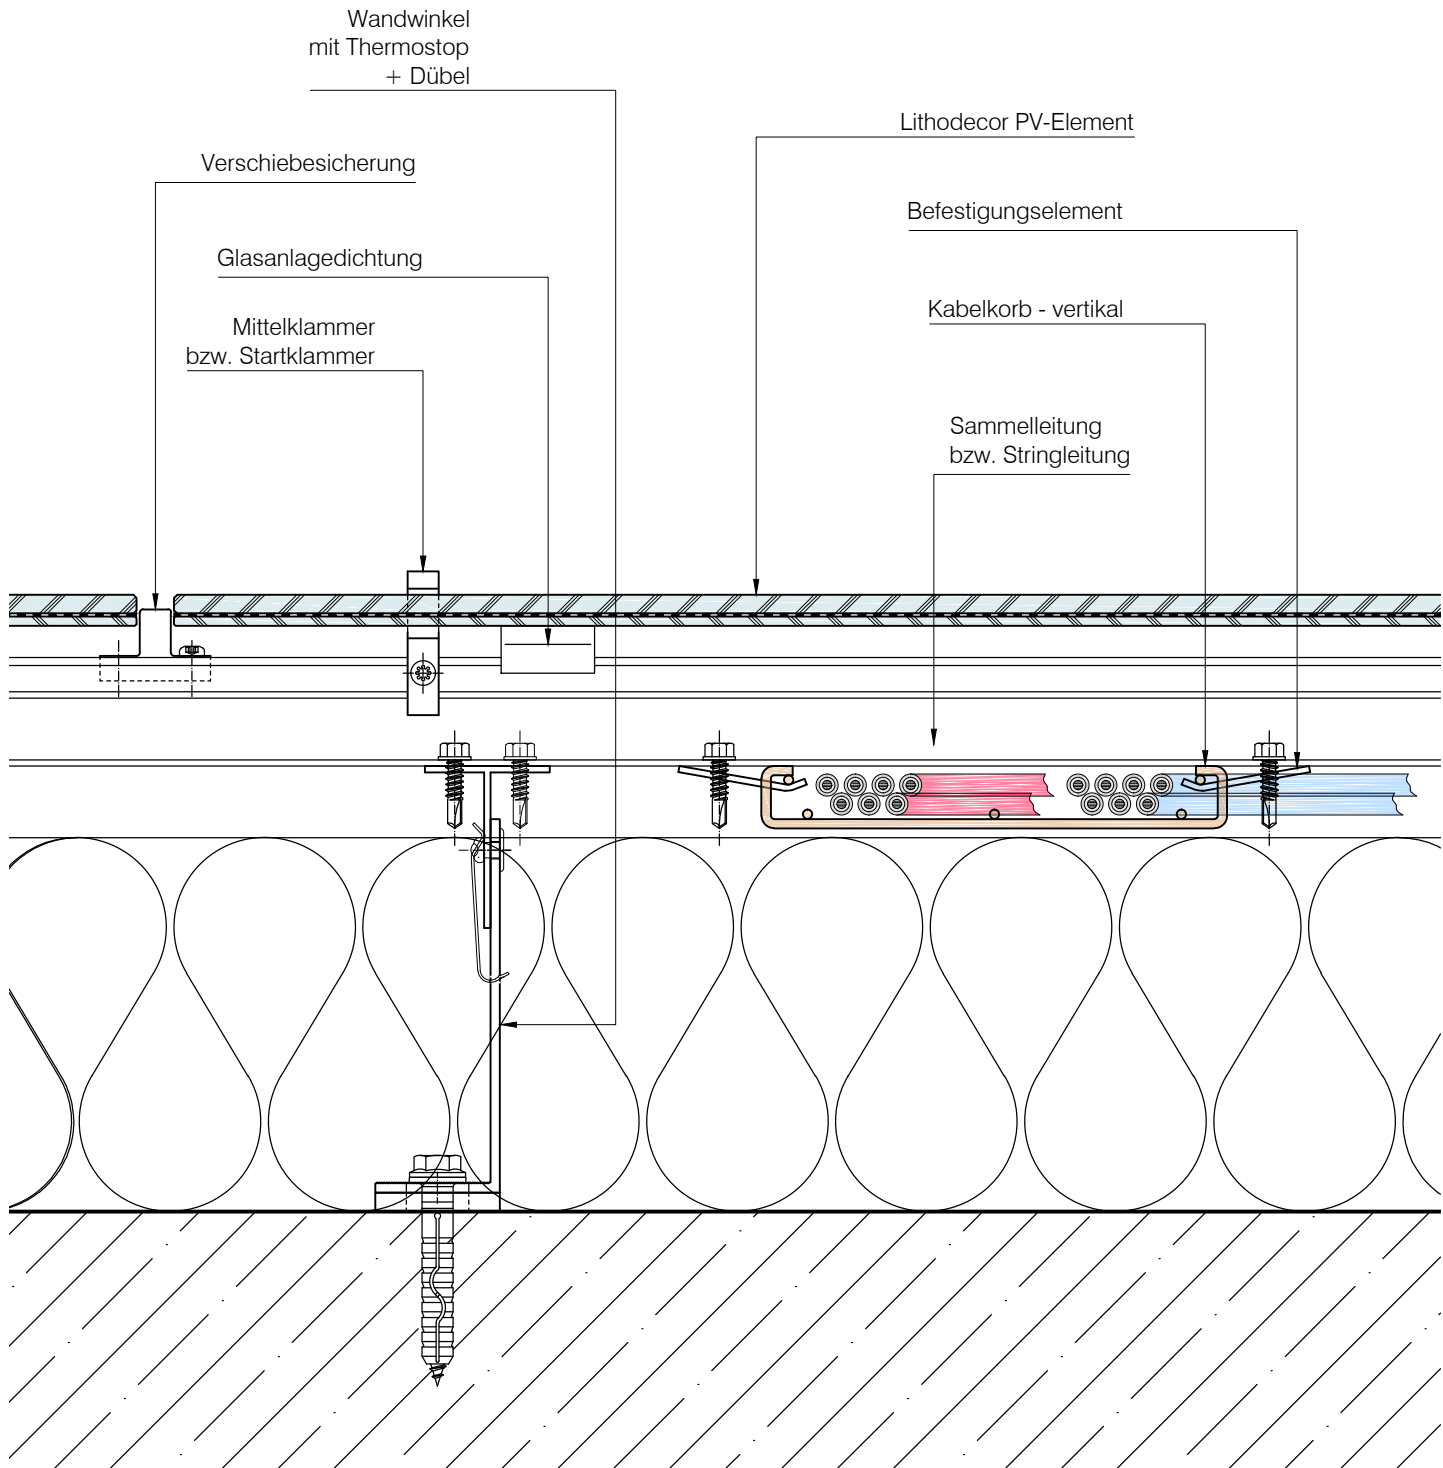 Wandwinkel
mit Thermostop
+ Dübel
Lithodecor PV-Element
Verschiebesicherung
Befestigungselement
Glasanlagedichtung
Kabelkorb - vertikal
Mittelklammer
bzw. Startklammer
Sammelleitung
bzw. Stringleitung